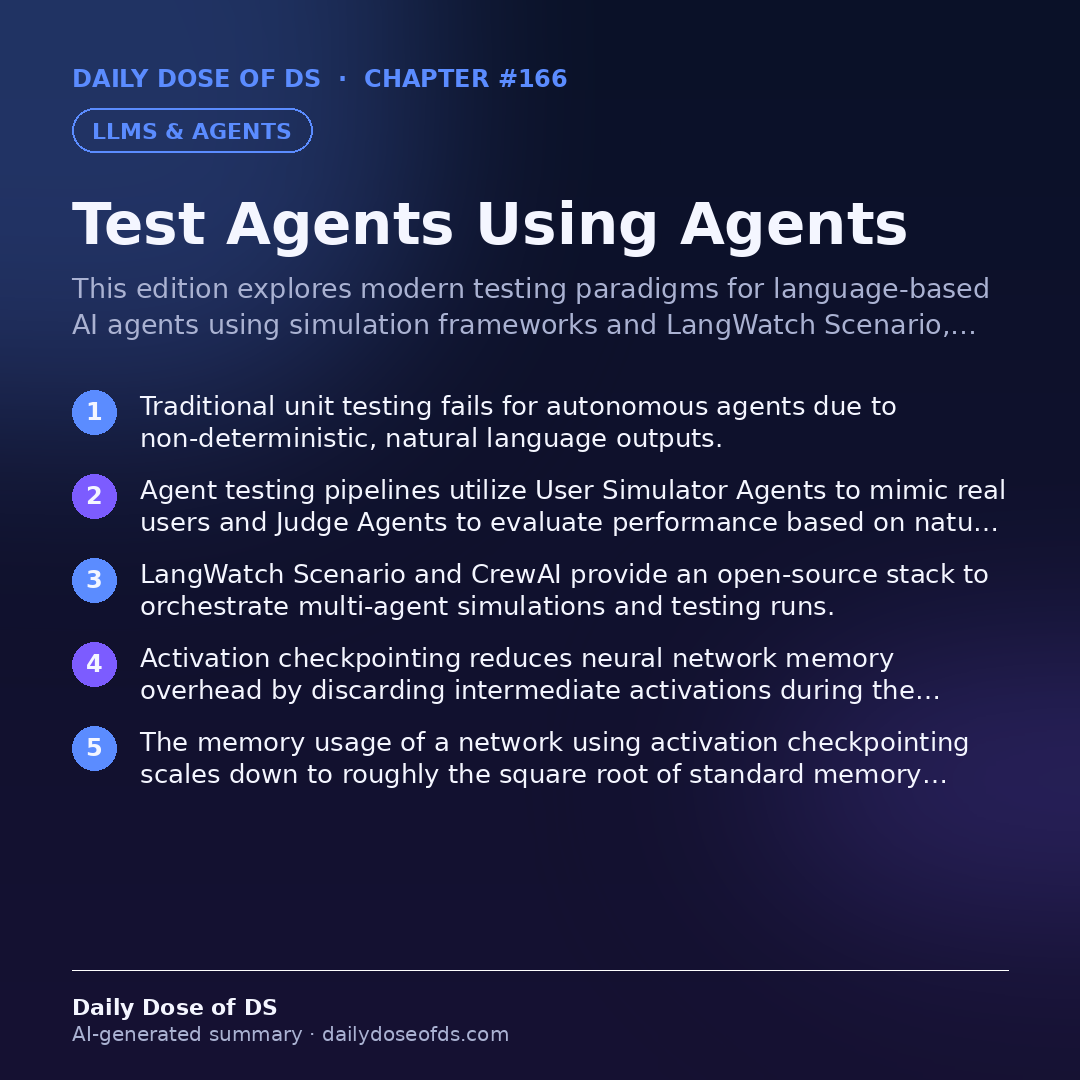 DAILY DOSE OF DS · CHAPTER #166
LLMS & AGENTS
Test Agents Using Agents
This edition explores modern testing paradigms for language-based
AI agents using simulation frameworks and LangWatch Scenario,...
1 Traditional unit testing fails for autonomous agents due to
non-deterministic, natural language outputs.
2 Agent testing pipelines utilize User Simulator Agents to mimic real
users and Judge Agents to evaluate performance based on natu...
3 LangWatch Scenario and CrewAI provide an open-source stack to
orchestrate multi-agent simulations and testing runs.
4 Activation checkpointing reduces neural network memory
overhead by discarding intermediate activations during the...
5 The memory usage of a network using activation checkpointing
scales down to roughly the square root of standard memory...
Daily Dose of DS
AI-generated summary · dailydoseofds.com